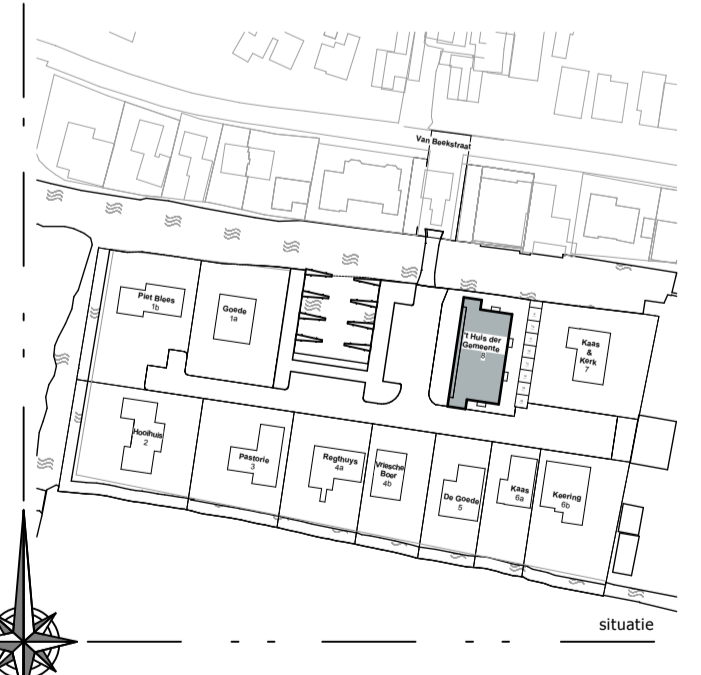 Van Beekstraat
Piet Blees
1b
Goede
1a
't Huis der
Gemeente
8
Kaas
&
Kerk
7
Hooihuis
2
Pastorie
3
Regthuys
4a
Vriesche
Boer
4b
De Goede
5
Kaas
6a
Keering
6b
situatie